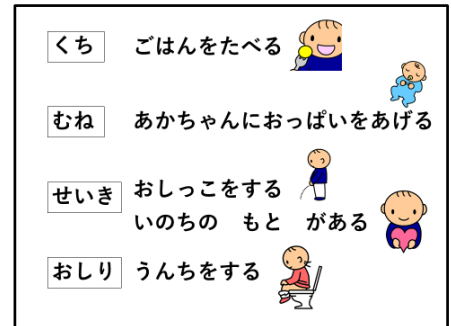 くち　ごはんをたべる
むね　あかちゃんにおっぱいをあげる
せいき　おしっこをする
いのちの　もと　がある
おしり　うんちをする